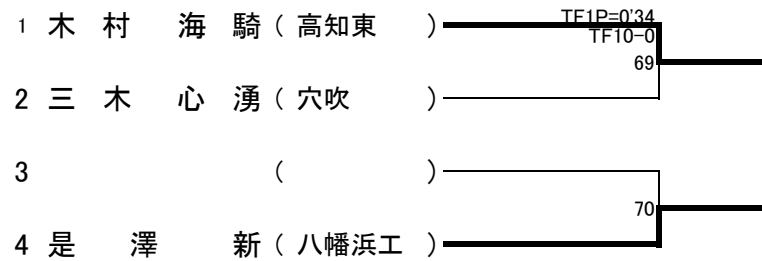 1 木村 海騎 ( 高知東 ) TF1P=0'34
TF10-0
69
2 三木 心湧 ( 穴吹 )
3 ( )
70
4 是澤 新 ( 八幡浜工 )